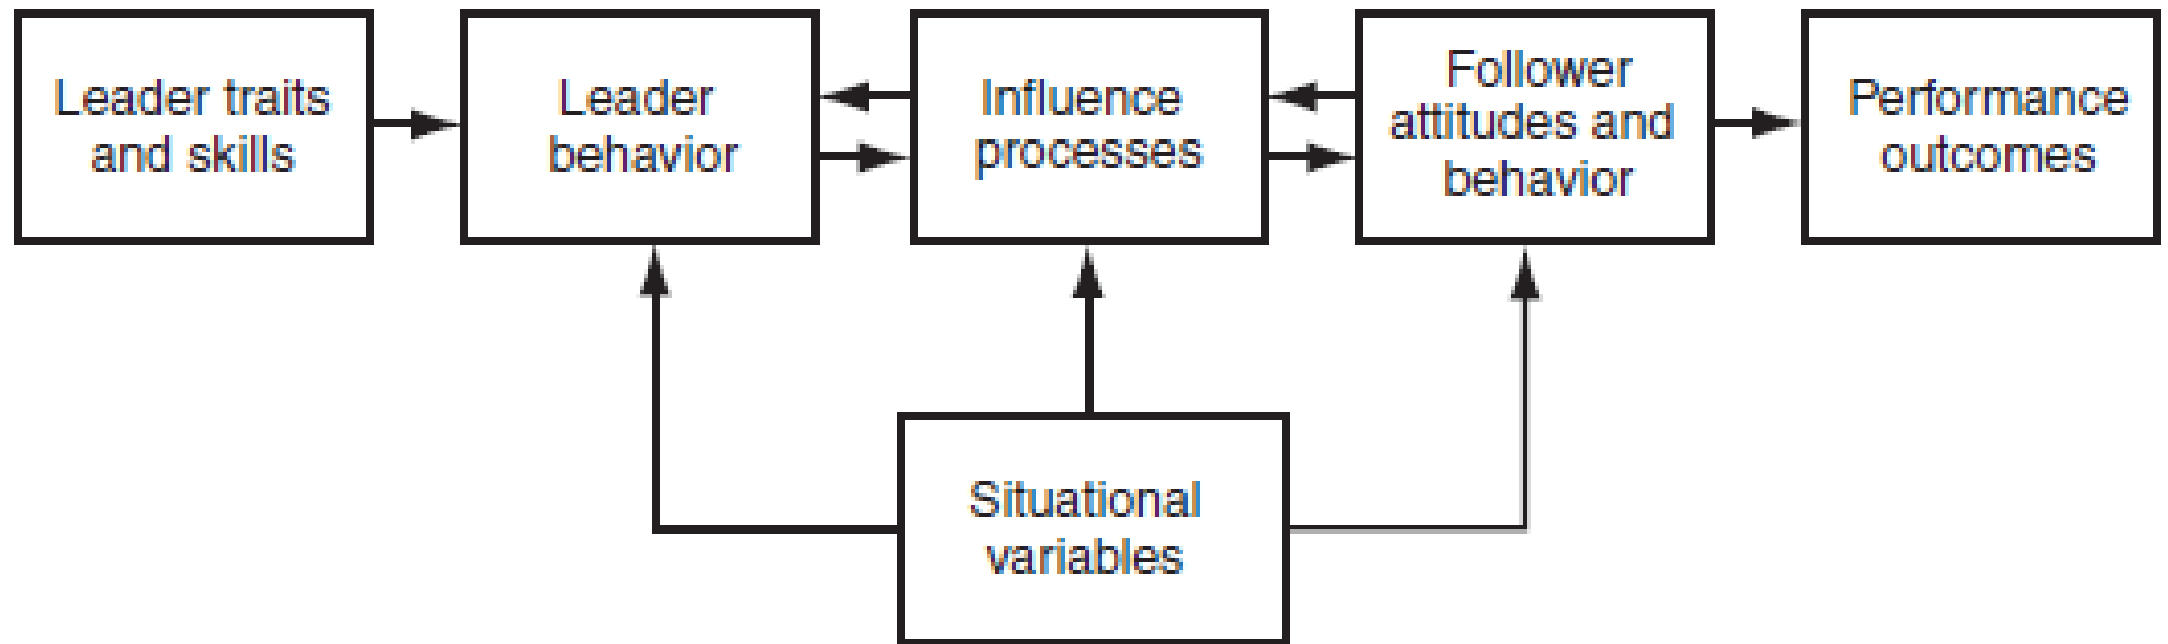 Leader traits
and skills
Leader
behavior
Influence
processes
Follower
attitudes and
behavior
Performance
outcomes
Situational
variables